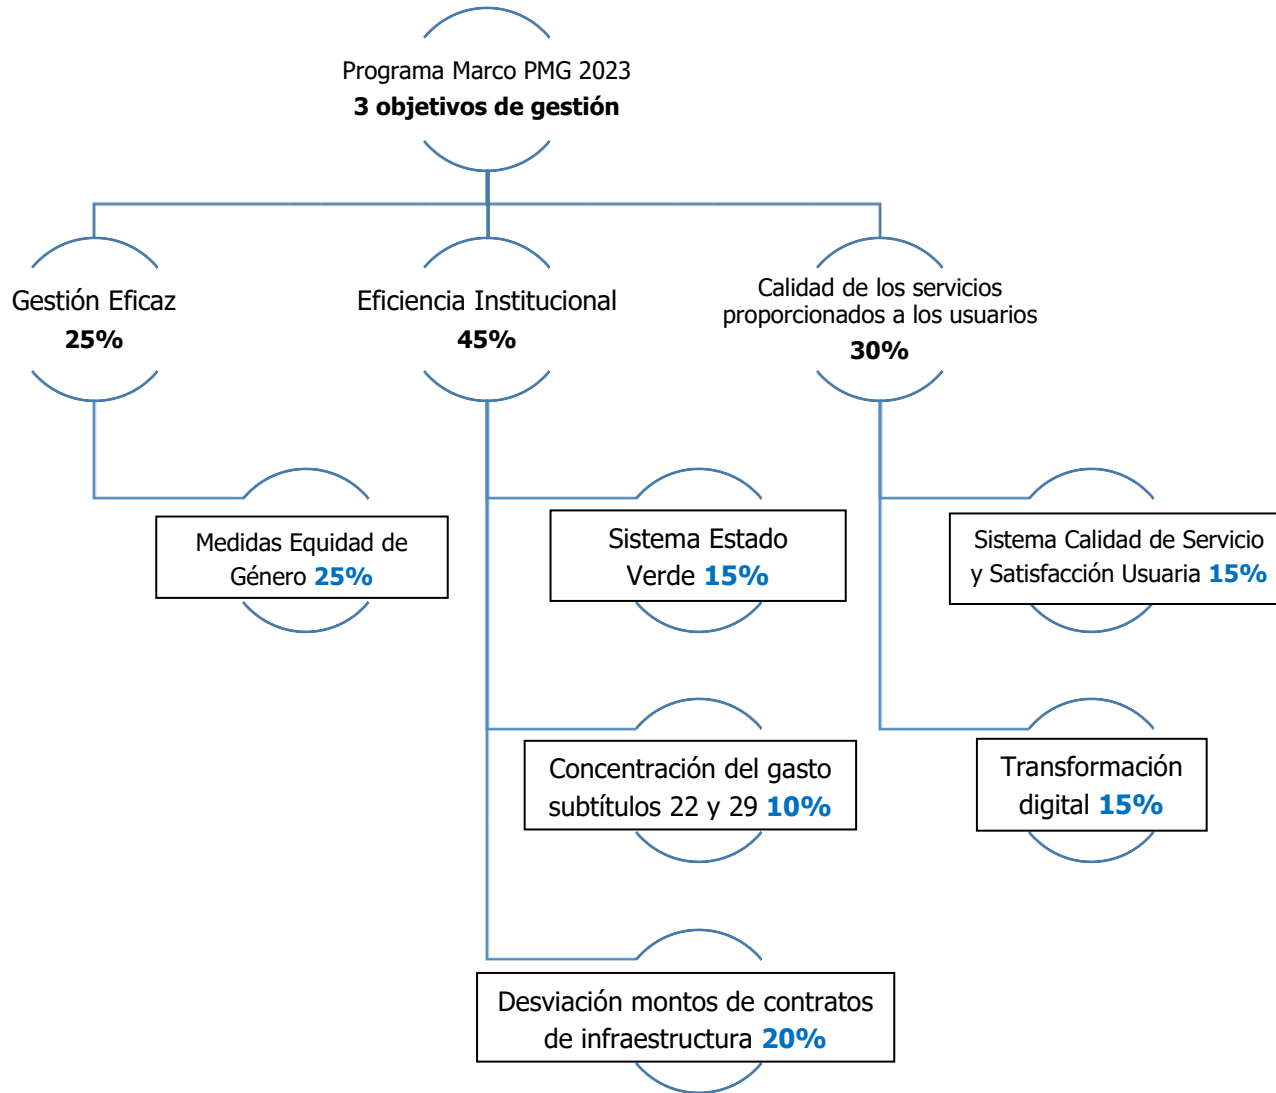 Programa Marco PMG 2023
3 objetivos de gestión
Gestión Eficaz
25%
Eficiencia Institucional
45%
Calidad de los servicios
proporcionados a los usuarios
30%
Medidas Equidad de
Género 25%
Sistema Estado
Verde 15%
Sistema Calidad de Servicio
y Satisfacción Usuaria 15%
Concentración del gasto
subtítulos 22 y 29 10%
Transformación
digital 15%
Desviación montos de contratos
de infraestructura 20%